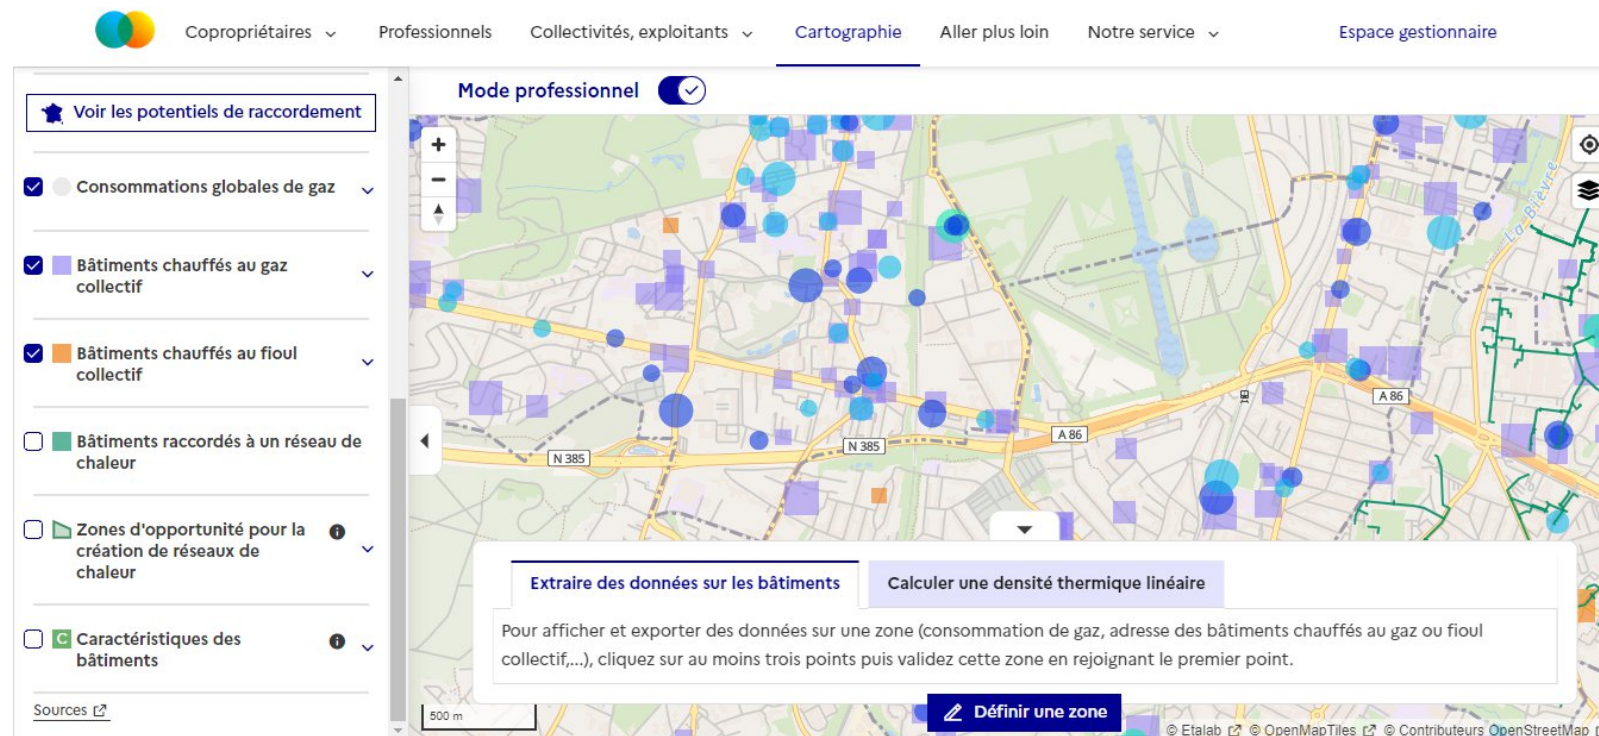 Copropriétaires
Professionnels
Collectivités, exploitants
Cartographie
Aller plus loin
Notre service
Espace gestionnaire
Voir les potentiels de raccordement
Consommations globales de gaz
Bâtiments chauffés au gaz
collectif
Bâtiments chauffés au fioul
collectif
Bâtiments raccordés à un réseau de
chaleur
Zones d'opportunité pour la
création de réseaux de
chaleur
C Caractéristiques des
bâtiments
Sources
Mode professionnel
La Bièvre
A 86
A 86
N 385
N 385
Extraire des données sur les bâtiments
Calculer une densité thermique linéaire
Pour afficher et exporter des données sur une zone (consommation de gaz, adresse des bâtiments chauffés au gaz ou fioul
collectif,...), cliquez sur au moins trois points puis validez cette zone en rejoignant le premier point.
500 m
Définir une zone
© Etalab © OpenMapTiles © Contributeurs OpenStreetMap